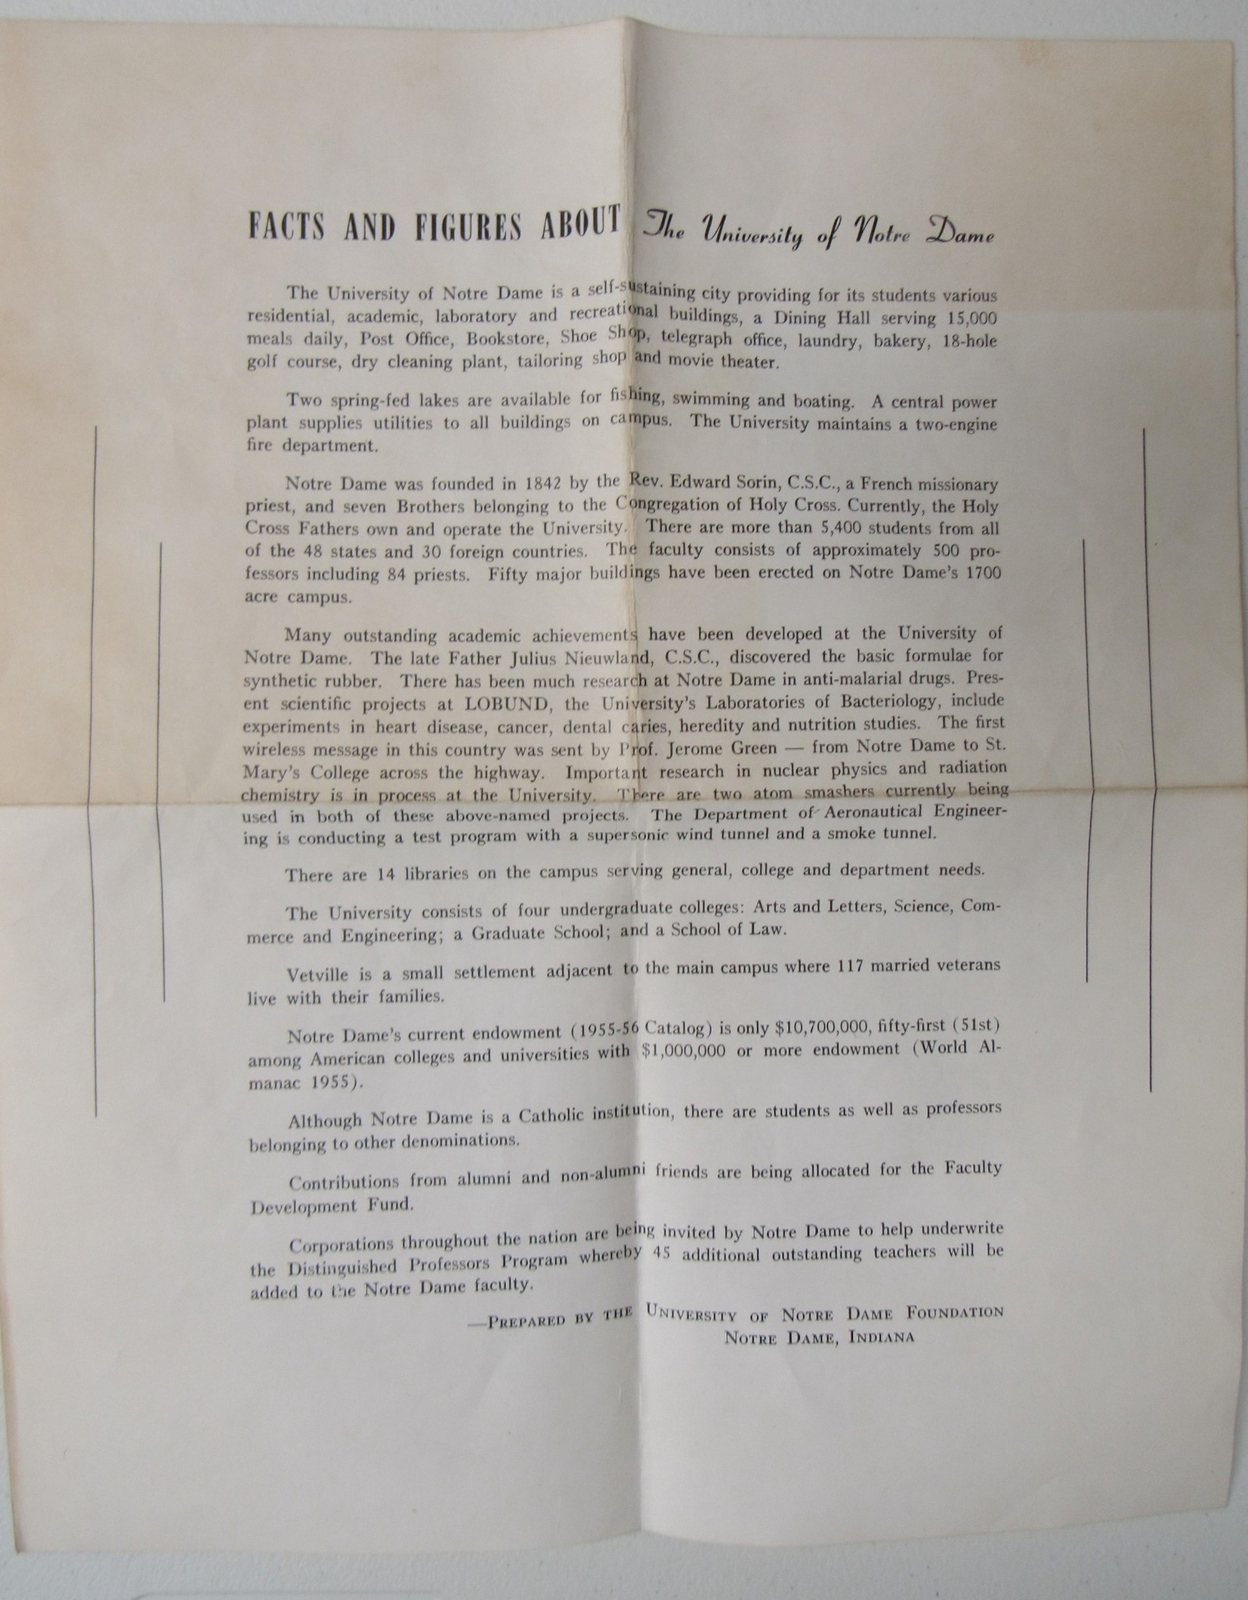 FACTS AND FIGURES ABOUT The University of Notre Dame
The University of Notre Dame is a self-sustaining city providing for its students various
residential, academic, laboratory and recreational buildings, a Dining Hall serving 15,000
meals daily, Post Office, Bookstore, Shoe Shop, telegraph office, laundry, bakery, 18-hole
golf course, dry cleaning plant, tailoring shop and movie theater.
Two spring-fed lakes are available for fishing, swimming and boating. A central power
plant supplies utilities to all buildings on campus. The University maintains a two-engine
fire department.
Notre Dame was founded in 1842 by the Rev. Edward Sorin, C.S.C., a French missionary
priest, and seven Brothers belonging to the Congregation of Holy Cross. Currently, the Holy
Cross Fathers own and operate the University. There are more than 5,400 students from all
of the 48 states and 30 foreign countries. The faculty consists of approximately 500 pro-
fessors including 84 priests. Fifty major buildings have been erected on Notre Dame's 1700
acre campus.
Many outstanding academic achievements have been developed at the University of
Notre Dame. The late Father Julius Nieuwland, C.S.C., discovered the basic formulae for
synthetic rubber. There has been much research at Notre Dame in anti-malarial drugs. Pres-
ent scientific projects at LOBUND, the University's Laboratories of Bacteriology, include
experiments in heart disease, cancer, dental caries, heredity and nutrition studies. The first
wireless message in this country was sent by Prof. Jerome Green — from Notre Dame to St.
Mary's College across the highway. Important research in nuclear physics and radiation
chemistry is in process at the University. There are two atom smashers currently being
used in both of these above-named projects. The Department of Aeronautical Engineer-
ing is conducting a test program with a supersonic wind tunnel and a smoke tunnel.
There are 14 libraries on the campus serving general, college and department needs.
The University consists of four undergraduate colleges: Arts and Letters, Science, Com-
merce and Engineering; a Graduate School; and a School of Law.
Vetville is a small settlement adjacent to the main campus where 117 married veterans
live with their families.
Notre Dame's current endowment (1955-56 Catalog) is only $10,700,000, fifty-first (51st)
among American colleges and universities with $1,000,000 or more endowment (World Al-
manac 1955).
Although Notre Dame is a Catholic institution, there are students as well as professors
belonging to other denominations.
Contributions from alumni and non-alumni friends are being allocated for the Faculty
Development Fund.
Corporations throughout the nation are being invited by Notre Dame to help underwrite
the Distinguished Professors Program whereby 45 additional outstanding teachers will be
added to the Notre Dame faculty.
—Prepared by the University of Notre Dame Foundation
Notre Dame, Indiana